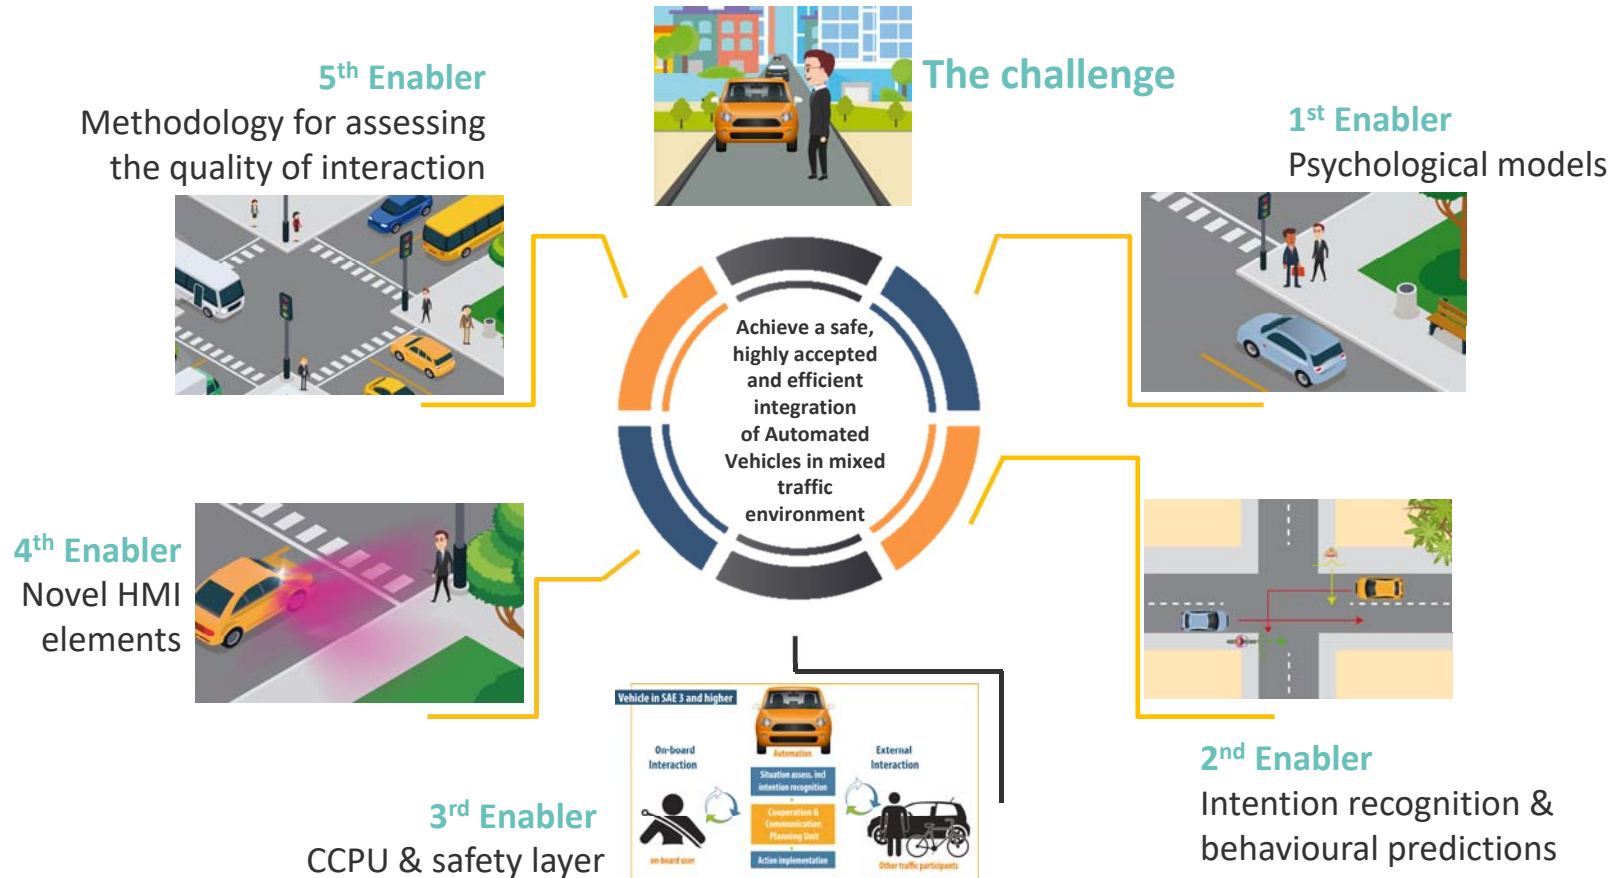 The challenge
1st Enabler
Psychological models
2nd Enabler
Intention recognition &
behavioural predictions
3rd Enabler
CCPU & safety layer
4th Enabler
Novel HMI
elements
5th Enabler
Methodology for assessing
the quality of interaction
Achieve a safe,
highly accepted
and efficient
integration
of Automated
Vehicles in mixed
traffic
environment
Vehicle in SAE 3 and higher
On-board
Interaction
Automation
External
Interaction
Situation assess. incl
intention recognition
Cooperation &
Communication
Planning Unit
Action implementation
on-board user
Other traffic participants